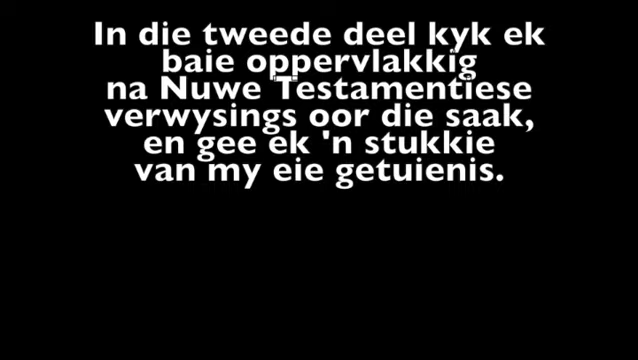 In die tweede deel kyk ek
baie oppervlakkig
na Nuwe Testamentiese
verwysings oor die saak,
en gee ek 'n stukkie
van my eie getuienis.